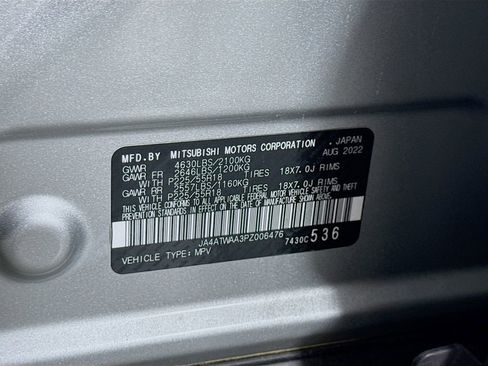 MFD.BY MITSUBISHI MOTORS CORPORATION, JAPAN
GVWR 4630LBS/2100KG AUG 2022
GAWR FR 2646LBS/1200KG
WITH P225/55R18 TIRES 18X7.0J RIMS
GAWR RR 2557LBS/1160KG
WITH P225/55R18 TIRES 18X7.0J RIMS
THIS VEHICLE CONFORMS TO ALL APPLICABLE FEDERAL MOTOR VEHICLE
SAFETY, BUMPER AND THEFT PREVENTION STANDARDS IN EFFECT ON
THE DATE OF MANUFACTURE SHOWN ABOVE.
JA4ATWAA3PZ006476 7430C536
VEHICLE TYPE: MPV